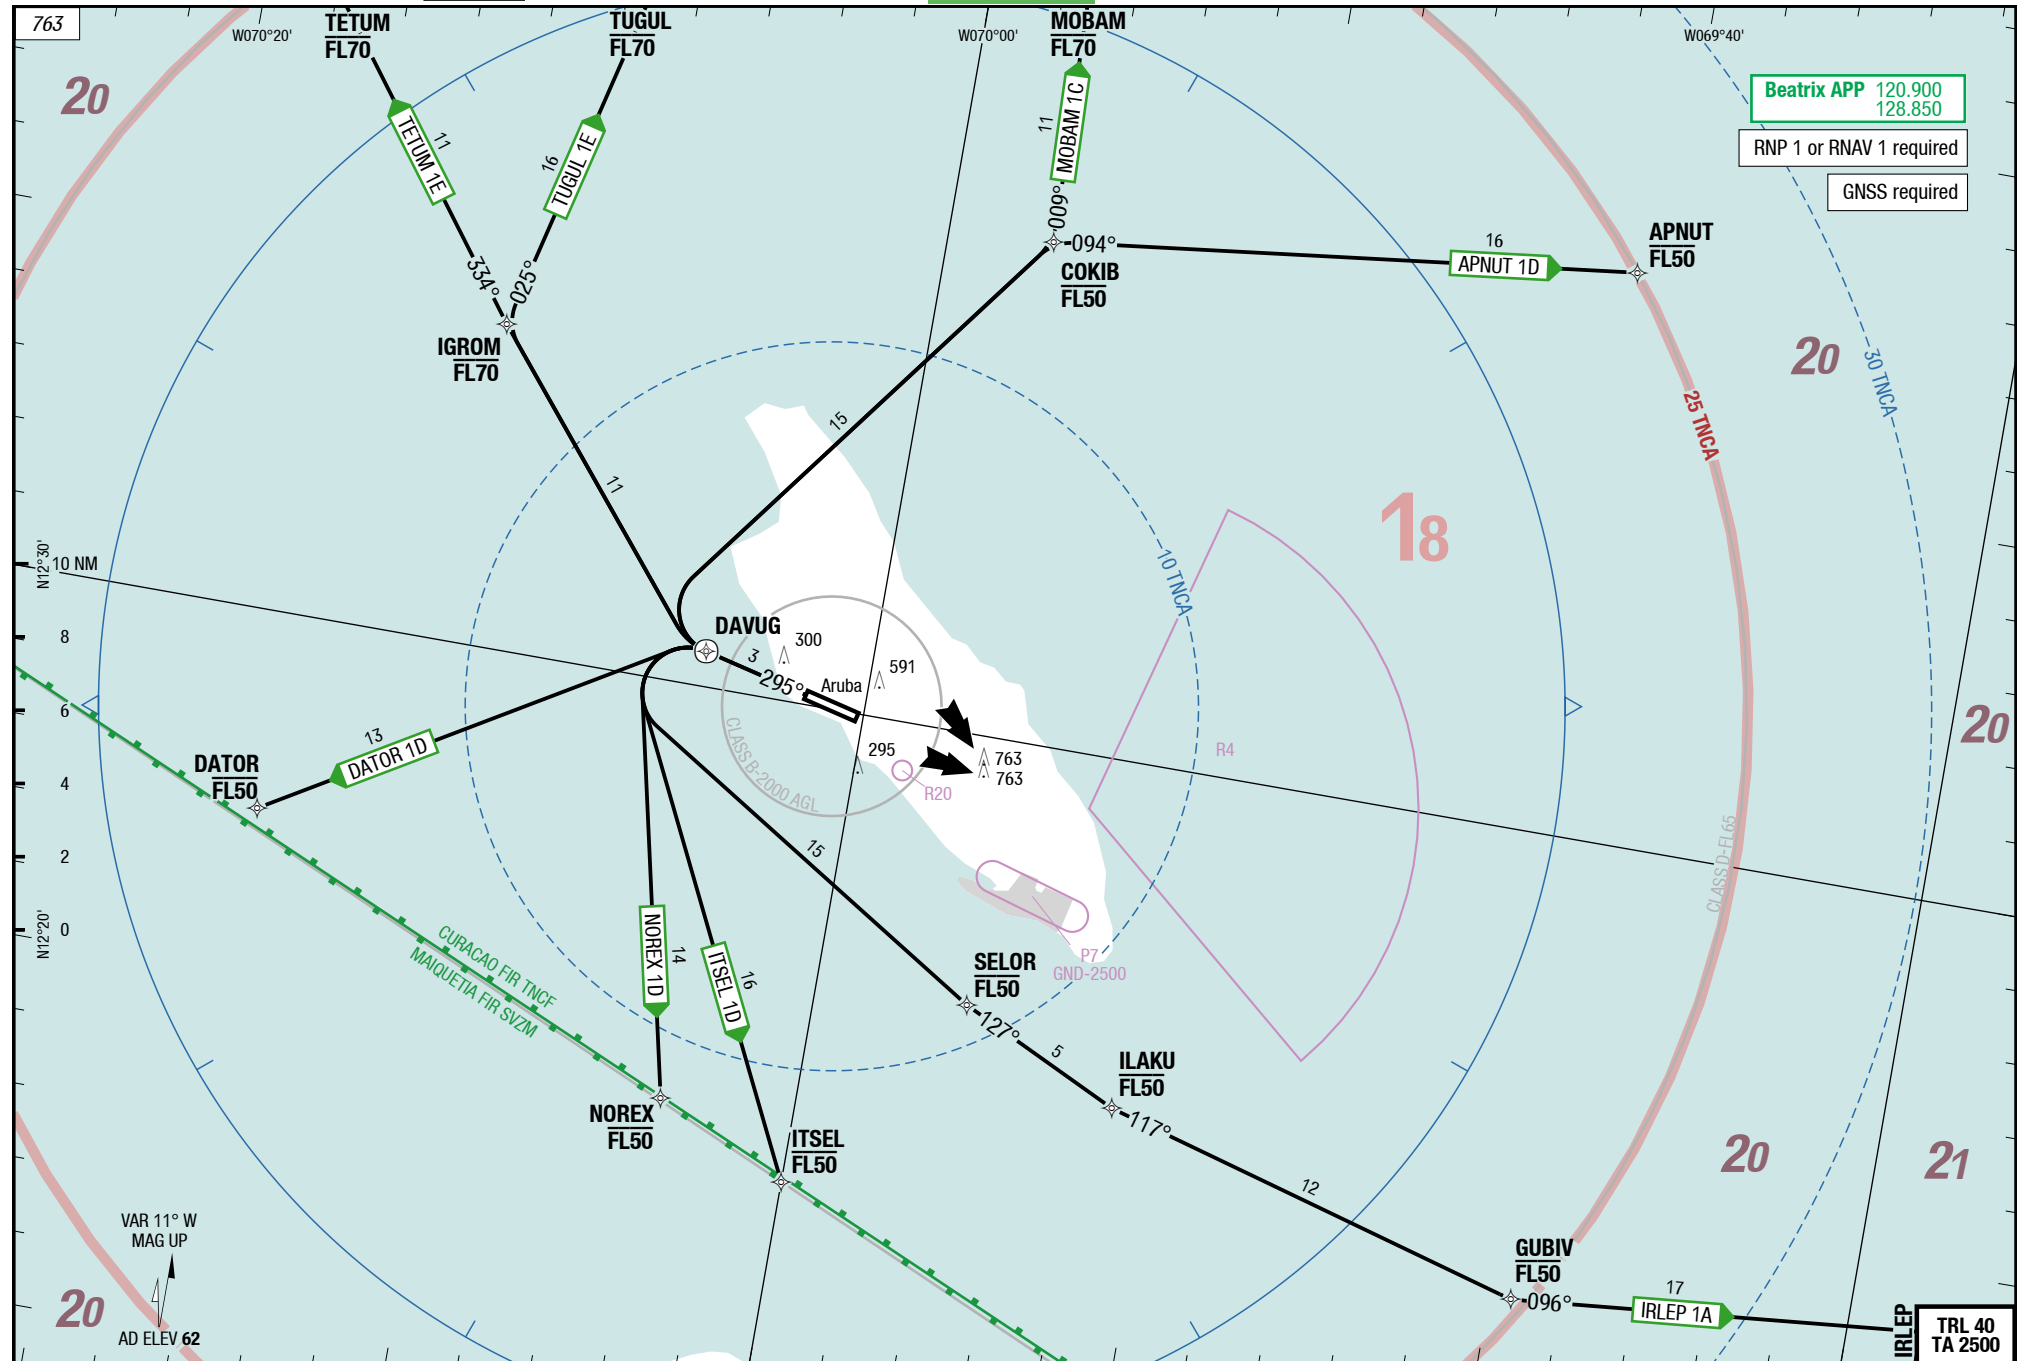 763
TETUM
FL70
W070°20'
TUGUL
FL70
W070°00'
MOBAM
FL70
W069°40'
20
Beatrix APP 120.900
128.850
RNP 1 or RNAV 1 required
GNSS required
TETUM 1E
11
TUGUL 1E
16
MOBAM 1C
11
009°
094°
COKIB
FL50
16
APNUT 1D
APNUT
FL50
334°
025°
IGROM
FL70
20
30 TNCA
25 TNCA
15
11
18
N12°30'
10 NM
8
6
4
2
0
N12°20'
10 TNCA
DAVUG
3
295°
Aruba
300
591
295
763
763
CLASS B-2000 AGL
R20
R4
20
13
DATOR 1D
DATOR
FL50
15
CLASS D-FL65
NOREX 1D
14
ITSEL 1D
16
CURACAO FIR TNCF
MAIQUETIA FIR SVZM
P7
GND-2500
SELOR
FL50
127°
5
ILAKU
FL50
117°
12
NOREX
FL50
ITSEL
FL50
20
21
GUBIV
FL50
096°
17
IRLEP 1A
IRLEP
VAR 11° W
MAG UP
20
AD ELEV 62
TRL 40
TA 2500